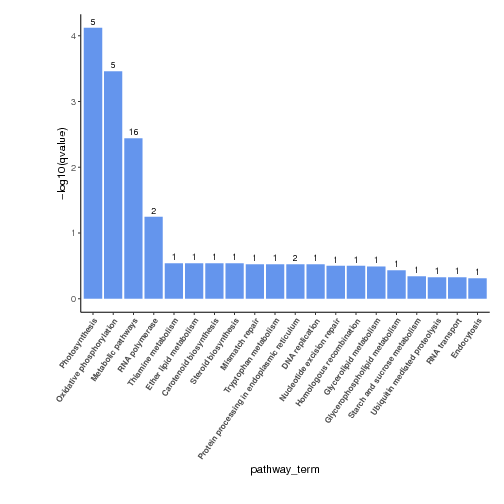 5
5
16
2
1
1
1
1
1
1
2
1
1
1
1
1
1
1
1
1
4
3
2
1
0
−log10(qvalue)
Photosynthesis
Oxidative phosphorylation
Metabolic pathways
RNA polymerase
Thiamine metabolism
Ether lipid metabolism
Carotenoid biosynthesis
Steroid biosynthesis
Mismatch repair
Tryptophan metabolism
Protein processing in endoplasmic reticulum
DNA replication
Nucleotide excision repair
Homologous recombination
Glycerolipid metabolism
Glycerophospholipid metabolism
Starch and sucrose metabolism
Ubiquitin mediated proteolysis
RNA transport
Endocytosis
pathway_term